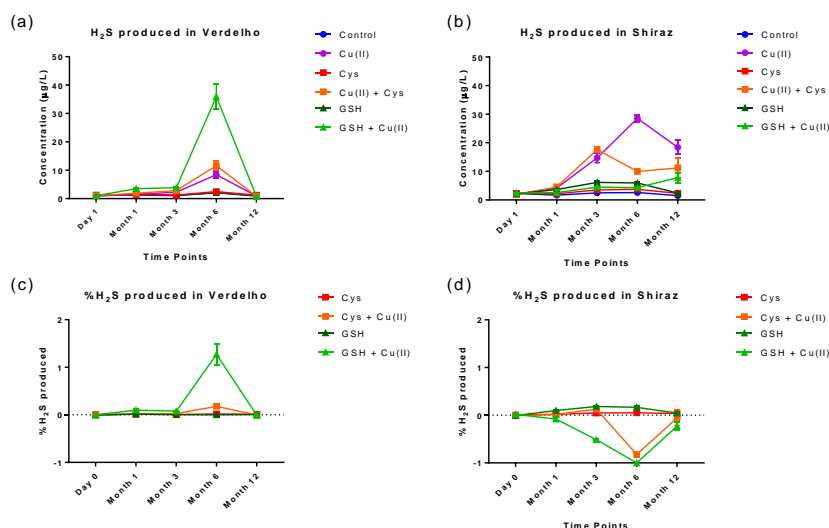 (a)
H2S produced in Verdelho
Concentration (µg/L)
50
40
30
20
10
0
Day 1
Month 1
Month 3
Month 6
Month 12
Time Points
Control
Cu(II)
Cys
Cu(II) + Cys
GSH
GSH + Cu(II)
(b)
H2S produced in Shiraz
Concentration (µg/L)
50
40
30
20
10
0
Day 1
Month 1
Month 3
Month 6
Month 12
Time Points
Control
Cu(II)
Cys
Cu(II) + Cys
GSH
GSH + Cu(II)
(c)
%H2S produced in Verdelho
%H2S produced
2
1
0
-1
Day 0
Month 1
Month 3
Month 6
Month 12
Cys
Cys + Cu(II)
GSH
GSH + Cu(II)
(d)
%H2S produced in Shiraz
% H2S produced
2
1
0
-1
Day 0
Month 1
Month 3
Month 6
Month 12
Time Points
Cys
Cys + Cu(II)
GSH
GSH + Cu(II)